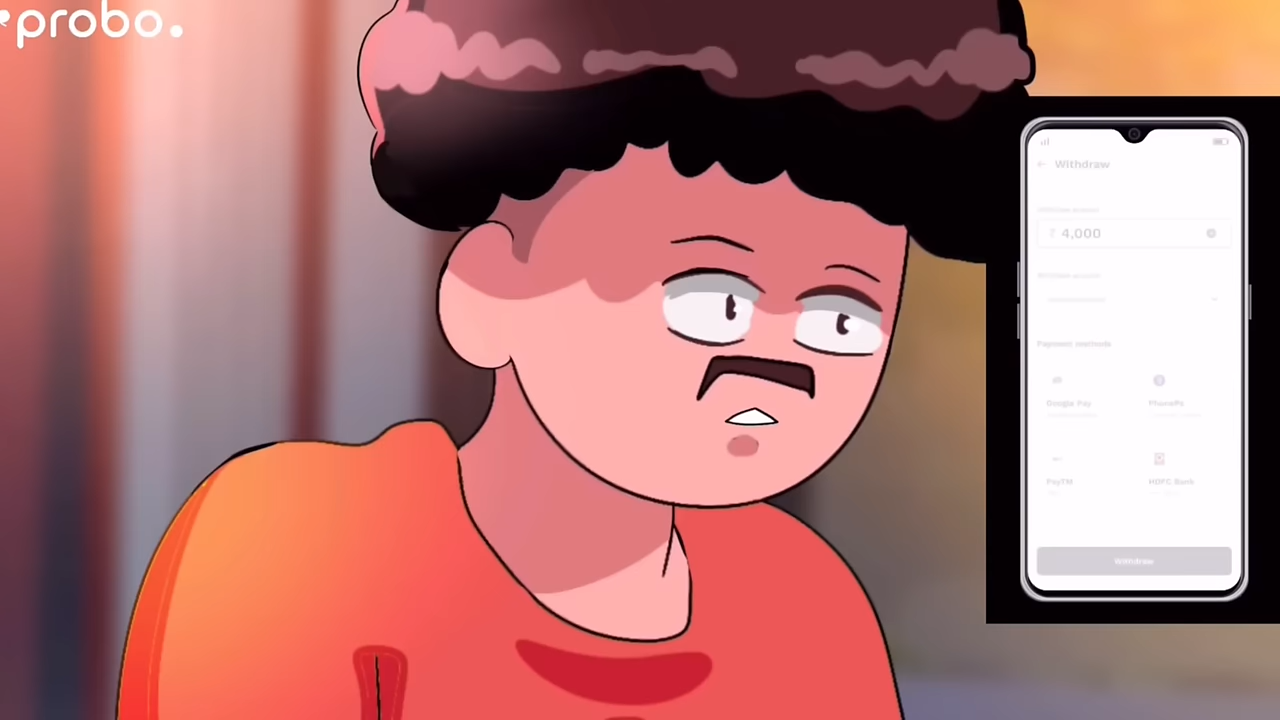 probo.
Withdraw
4,000
Payment methods
Google Pay
PhonePe
PayTM
HDFC Bank
Withdraw